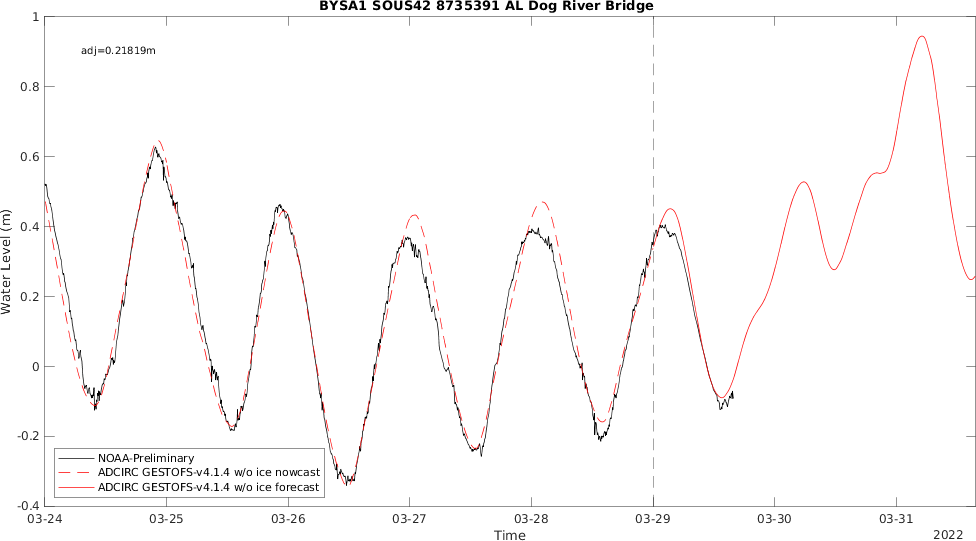 BYSA1 SOUS42 8735391 AL Dog River Bridge
adj=0.21819m
1
0.8
0.6
0.4
0.2
0
-0.2
-0.4
Water Level (m)
NOAA-Preliminary
ADCIRC GESTOFS-v4.1.4 w/o ice nowcast
ADCIRC GESTOFS-v4.1.4 w/o ice forecast
03-24 03-25 03-26 03-27 03-28 03-29 03-30 03-31
Time
2022